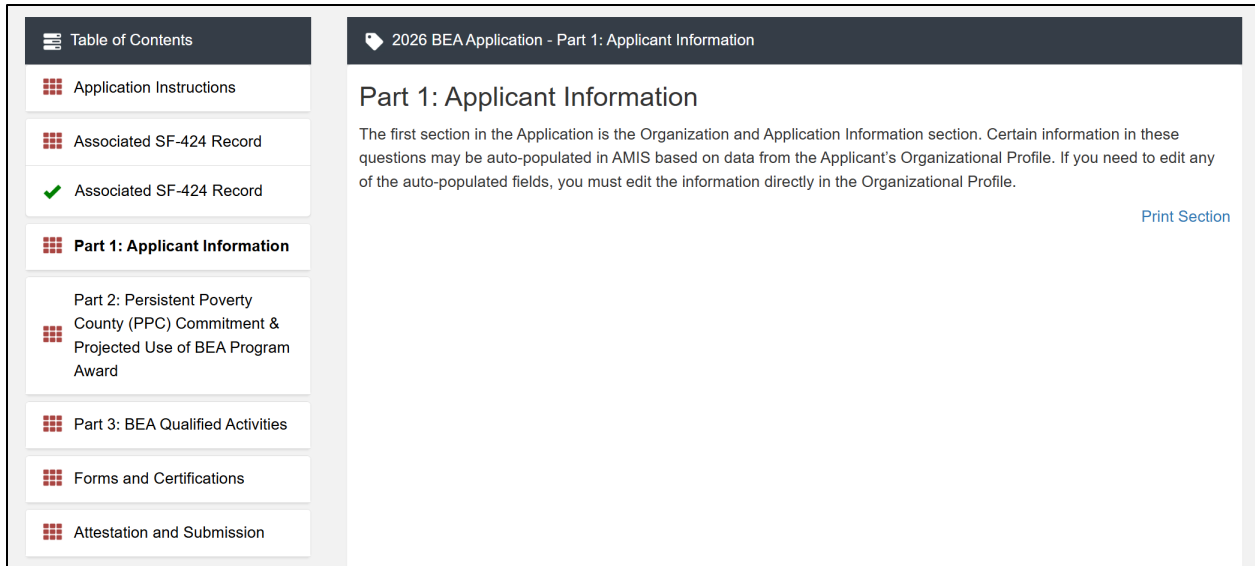 Table of Contents
Application Instructions
Associated SF-424 Record
Associated SF-424 Record
Part 1: Applicant Information
Part 2: Persistent Poverty
County (PPC) Commitment &
Projected Use of BEA Program
Award
Part 3: BEA Qualified Activities
Forms and Certifications
Attestation and Submission
2026 BEA Application - Part 1: Applicant Information
Part 1: Applicant Information
The first section in the Application is the Organization and Application Information section. Certain information in these
questions may be auto-populated in AMIS based on data from the Applicant’s Organizational Profile. If you need to edit any
of the auto-populated fields, you must edit the information directly in the Organizational Profile.
Print Section